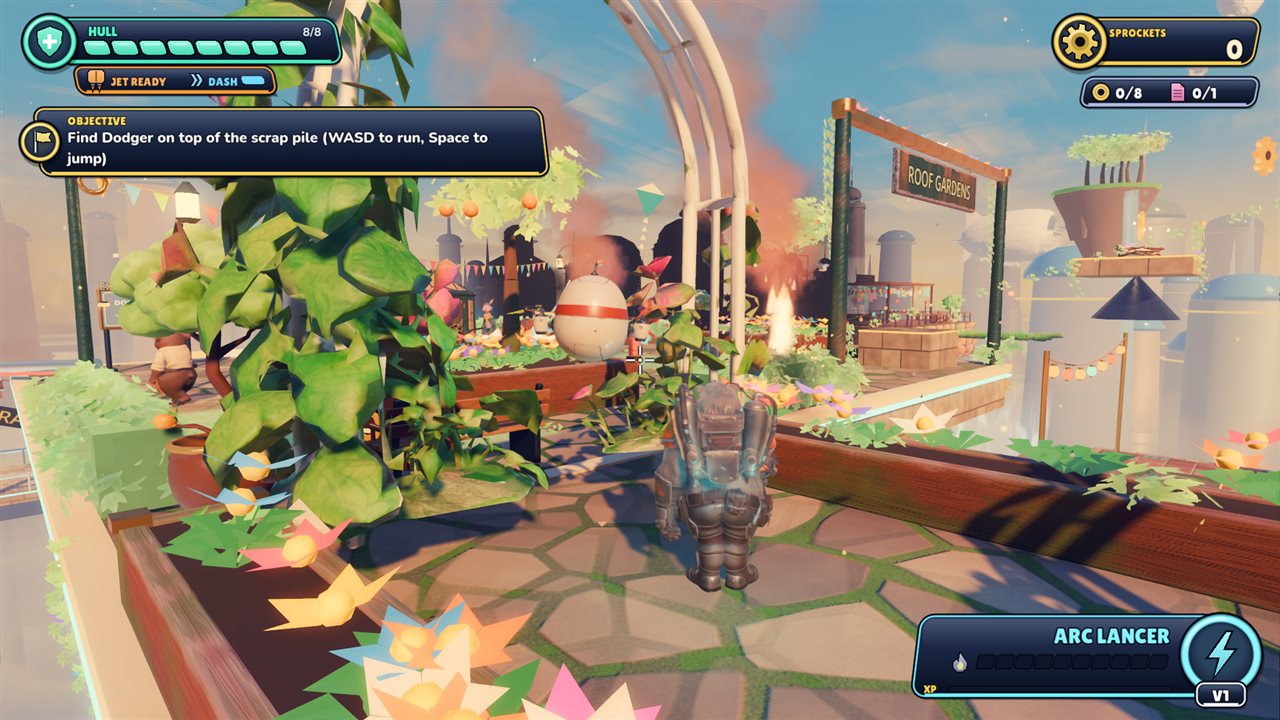 HULL
8/8
JET READY
DASH
OBJECTIVE
Find Dodger on top of the scrap pile (WASD to run, Space to
jump)
SPROCKETS
0
0/8
0/1
ROOF GARDENS
ARC LANCER
XP
V1